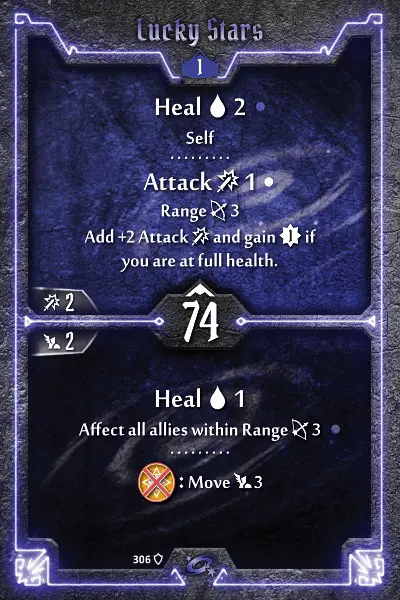 Lucky Stars
1
Heal 2
Self
Attack 1
Range 3
Add +2 Attack and gain if
you are at full health.
2
74
2
Heal 1
Affect all allies within Range 3
: Move 3
306